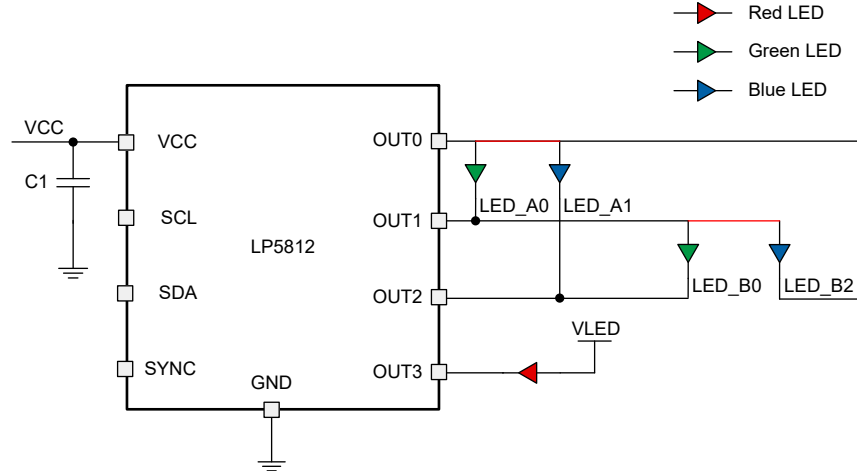 Red LED
Green LED
Blue LED
VCC
VCC
OUT0
C1
SCL
OUT1
LED_A0
LED_A1
LP5812
SDA
OUT2
LED_B0
LED_B2
VLED
SYNC
GND
OUT3